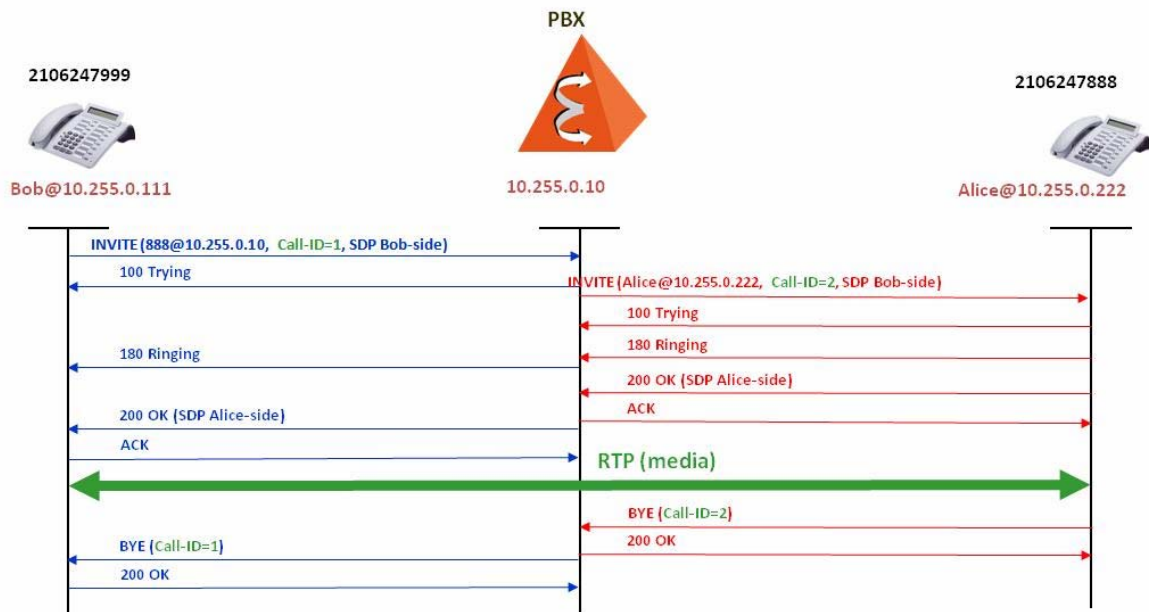 PBX
2106247999
2106247888
Bob@10.255.0.111
10.255.0.10
Alice@10.255.0.222
INVITE (888@10.255.0.10, Call-ID=1, SDP Bob-side)
100 Trying
INVITE (Alice@10.255.0.222, Call-ID=2, SDP Bob-side)
100 Trying
180 Ringing
180 Ringing
200 OK (SDP Alice-side)
200 OK (SDP Alice-side)
ACK
ACK
RTP (media)
BYE (Call-ID=2)
BYE (Call-ID=1)
200 OK
200 OK